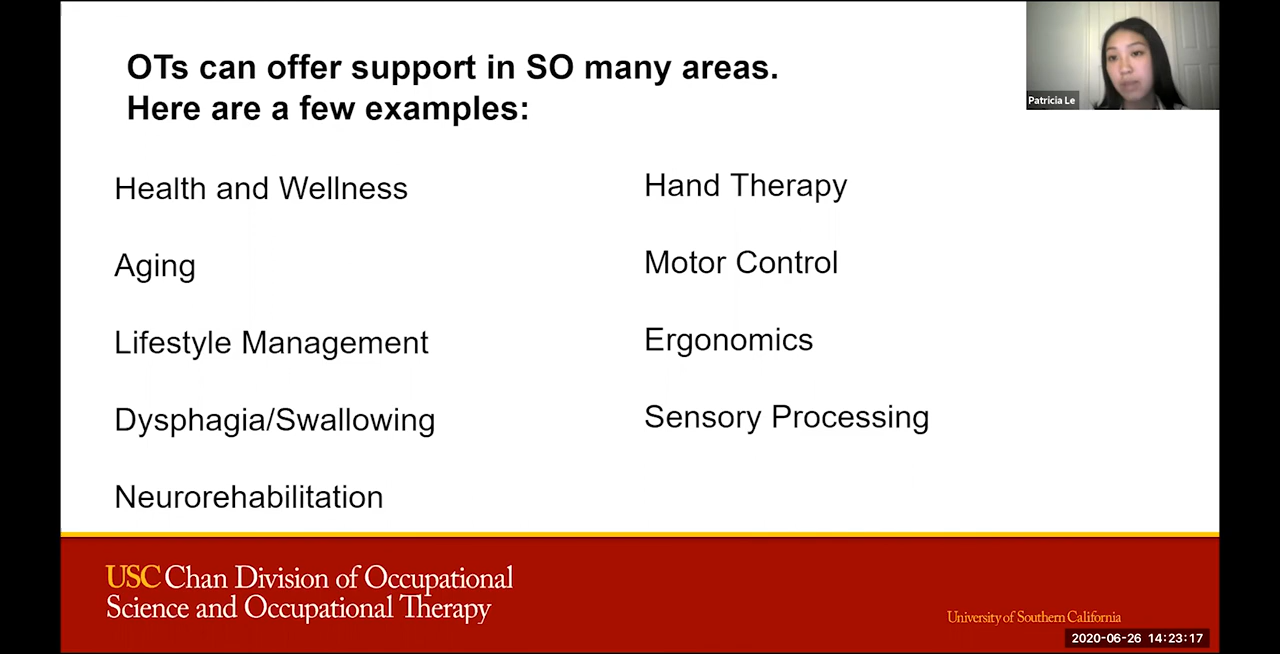 OTs can offer support in SO many areas.
Here are a few examples:
Health and Wellness
Aging
Lifestyle Management
Dysphagia/Swallowing
Neurorehabilitation
Hand Therapy
Motor Control
Ergonomics
Sensory Processing
Patricia Le
USC Chan Division of Occupational
Science and Occupational Therapy
University of Southern California
2020-06-26 14:23:17